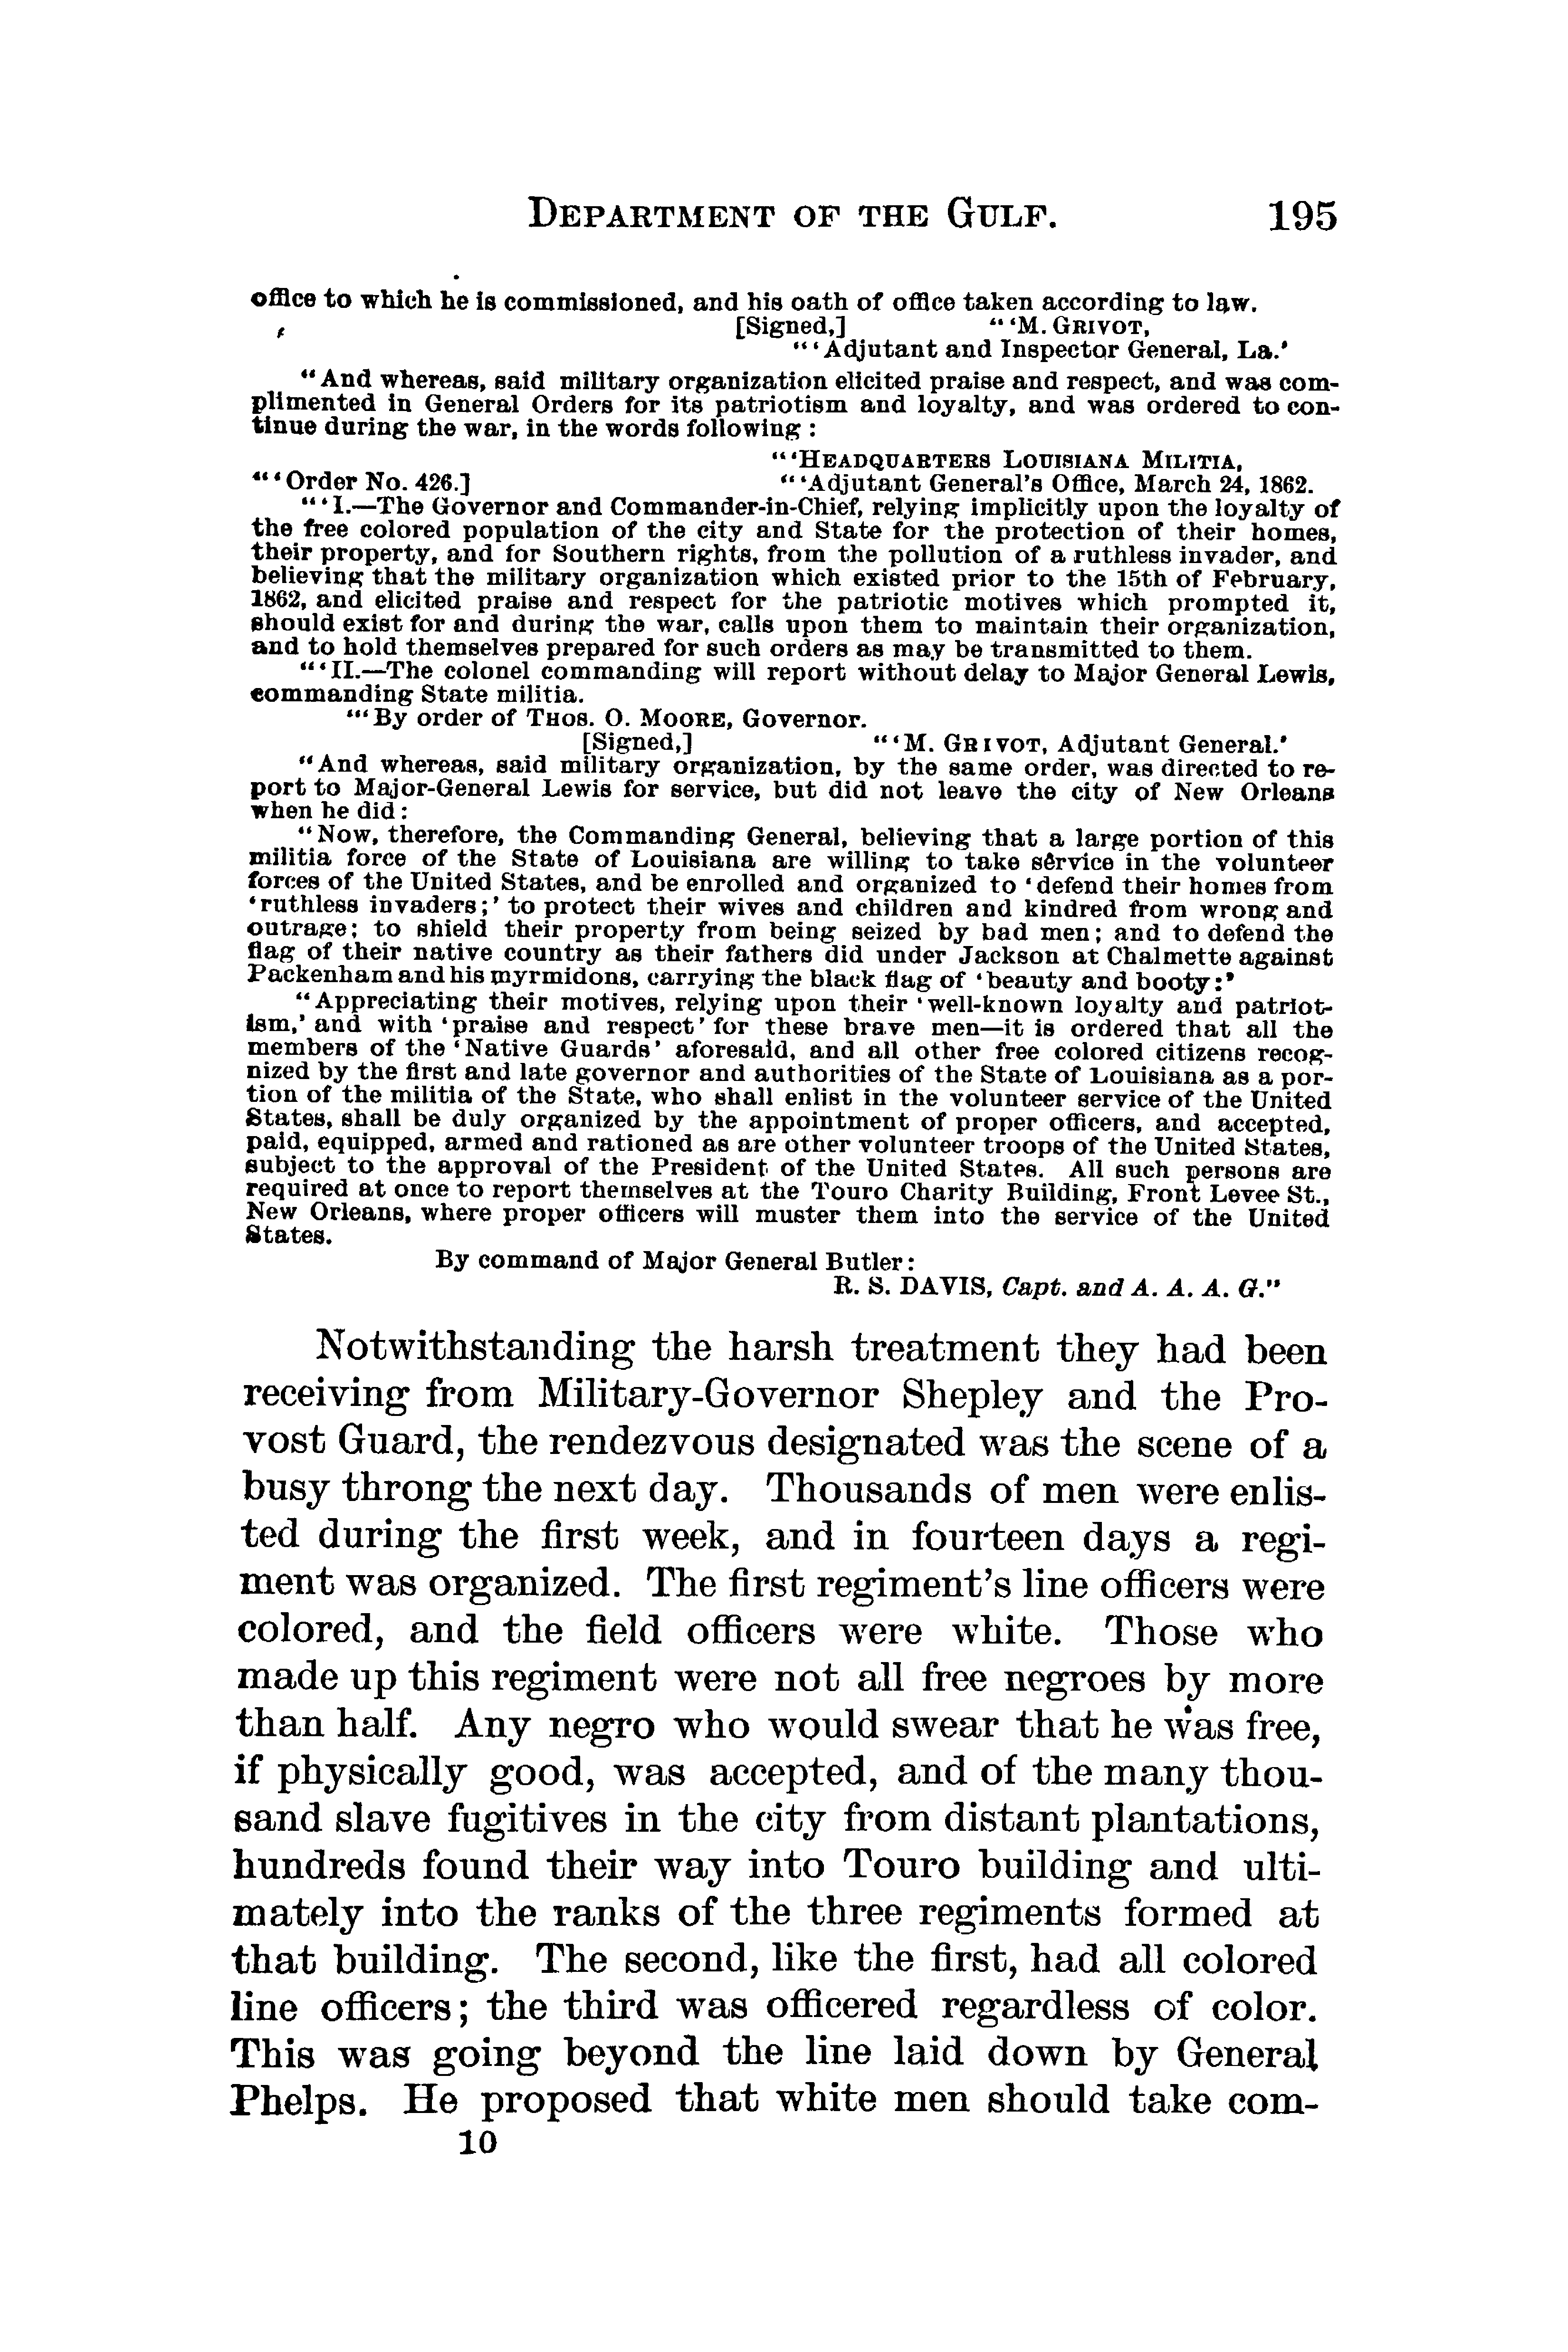 DEPARTMENT OF THE GULF. 195
office to which he is commissioned, and his oath of office taken according to law.
[Signed,] "'M. GRIVOT,
"'Adjutant and Inspector General, La.'
"And whereas, said military organization elicited praise and respect, and was com-
plimented in General Orders for its patriotism and loyalty, and was ordered to con-
tinue during the war, in the words following:
"'HEADQUARTERS LOUISIANA MILITIA,
"'Order No. 426.] "'Adjutant General's Office, March 24, 1862.
"'I.—The Governor and Commander-in-Chief, relying implicitly upon the loyalty of
the free colored population of the city and State for the protection of their homes,
their property, and for Southern rights, from the pollution of a ruthless invader, and
believing that the military organization which existed prior to the 15th of February,
1862, and elicited praise and respect for the patriotic motives which prompted it,
should exist for and during the war, calls upon them to maintain their organization,
and to hold themselves prepared for such orders as may be transmitted to them.
"'II.—The colonel commanding will report without delay to Major General Lewis,
commanding State militia.
"'By order of THOS. O. MOORE, Governor.
[Signed,] "'M. GRIVOT, Adjutant General.'
"And whereas, said military organization, by the same order, was directed to re-
port to Major-General Lewis for service, but did not leave the city of New Orleans
when he did:
"Now, therefore, the Commanding General, believing that a large portion of this
militia force of the State of Louisiana are willing to take service in the volunteer
forces of the United States, and be enrolled and organized to 'defend their homes from
'ruthless invaders;' to protect their wives and children and kindred from wrong and
outrage; to shield their property from being seized by bad men; and to defend the
flag of their native country as their fathers did under Jackson at Chalmette against
Packenham and his myrmidons, carrying the black flag of 'beauty and booty:'
"Appreciating their motives, relying upon their 'well-known loyalty and patriot-
ism,' and with 'praise and respect' for these brave men—it is ordered that all the
members of the 'Native Guards' aforesaid, and all other free colored citizens recog-
nized by the first and late governor and authorities of the State of Louisiana as a por-
tion of the militia of the State, who shall enlist in the volunteer service of the United
States, shall be duly organized by the appointment of proper officers, and accepted,
paid, equipped, armed and rationed as are other volunteer troops of the United States,
subject to the approval of the President of the United States. All such persons are
required at once to report themselves at the Touro Charity Building, Front Levee St.,
New Orleans, where proper officers will muster them into the service of the United
States.
By command of Major General Butler:
R. S. DAVIS, Capt. and A. A. A. G."
Notwithstanding the harsh treatment they had been
receiving from Military-Governor Shepley and the Pro-
vost Guard, the rendezvous designated was the scene of a
busy throng the next day. Thousands of men were enlis-
ted during the first week, and in fourteen days a regi-
ment was organized. The first regiment's line officers were
colored, and the field officers were white. Those who
made up this regiment were not all free negroes by more
than half. Any negro who would swear that he was free,
if physically good, was accepted, and of the many thou-
sand slave fugitives in the city from distant plantations,
hundreds found their way into Touro building and ulti-
mately into the ranks of the three regiments formed at
that building. The second, like the first, had all colored
line officers; the third was officered regardless of color.
This was going beyond the line laid down by General
Phelps. He proposed that white men should take com-
10